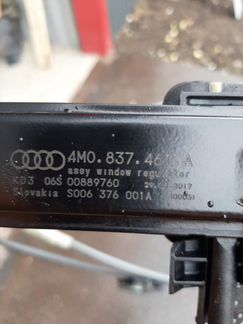 4M0.837.46 A
assy window regulator
KD3 06S 00889760
Slovakia S006 376 001A